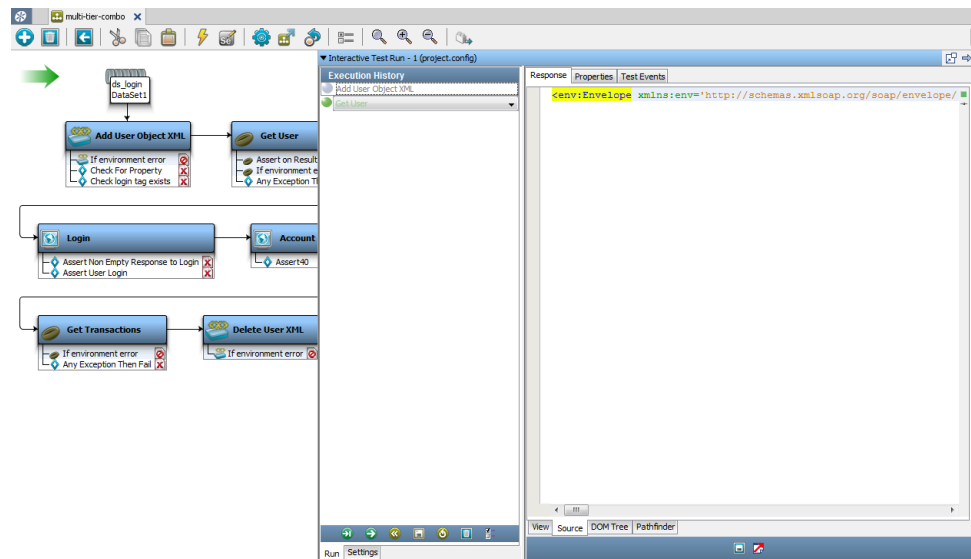 multi-tier-combo
Interactive Test Run - 1 (project.config)
ds_login
DataSet1
Add User Object XML
If environment error
Check For Property
Check login tag exists
Get User
Assert on Result
If environment e
Any Exception Th
Login
Assert Non Empty Response to Login
Assert User Login
Account
Assert40
Get Transactions
If environment error
Any Exception Then Fail
Delete User XML
If environment error
Execution History
Add User Object XML
Get User
Run
Settings
Response
Properties
Test Events
<env:Envelope xmlns:env='http://schemas.xmlsoap.org/soap/envelope/
View
Source
DOM Tree
Pathfinder